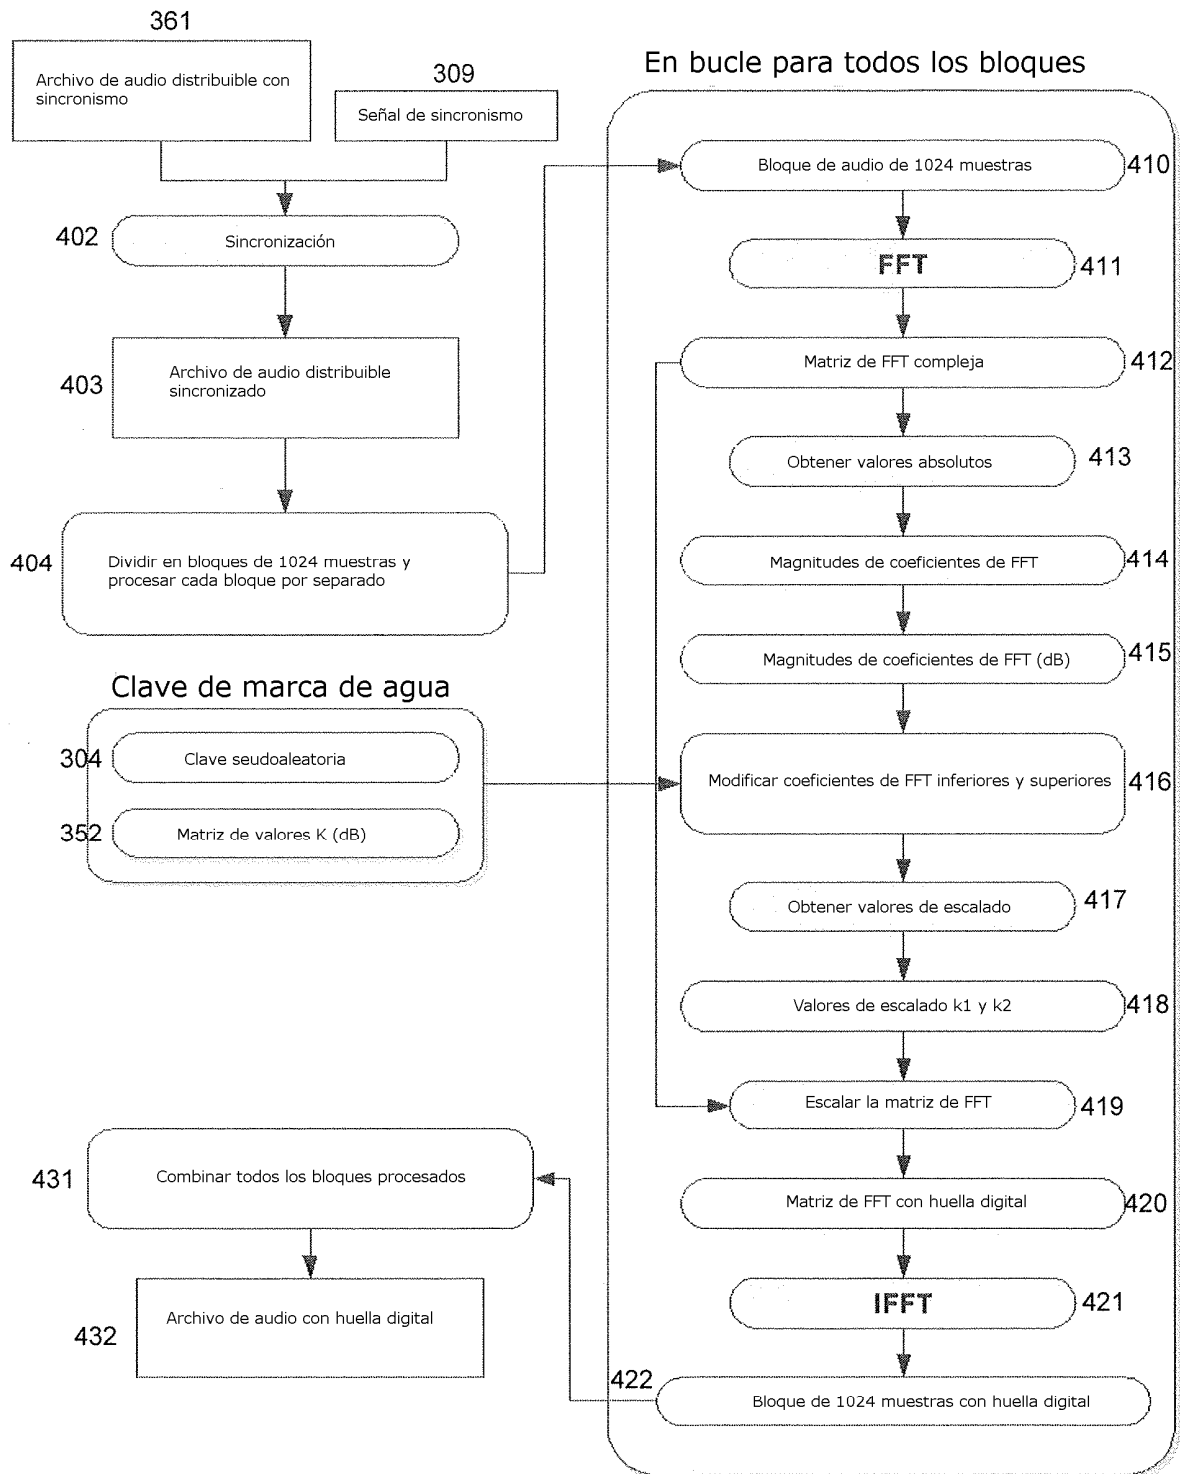 361
Archivo de audio distribuible con
sincronismo
309
Señal de sincronismo
402
Sincronización
403
Archivo de audio distribuible
sincronizado
404
Dividir en bloques de 1024 muestras y
procesar cada bloque por separado
Clave de marca de agua
304
Clave seudoaleatoria
352
Matriz de valores K (dB)
En bucle para todos los bloques
Bloque de audio de 1024 muestras
410
FFT
411
Matriz de FFT compleja
412
Obtener valores absolutos
413
Magnitudes de coeficientes de FFT
414
Magnitudes de coeficientes de FFT (dB)
415
Modificar coeficientes de FFT inferiores y superiores
416
Obtener valores de escalado
417
Valores de escalado k1 y k2
418
Escalar la matriz de FFT
419
Matriz de FFT con huella digital
420
IFFT
421
422
Bloque de 1024 muestras con huella digital
431
Combinar todos los bloques procesados
432
Archivo de audio con huella digital